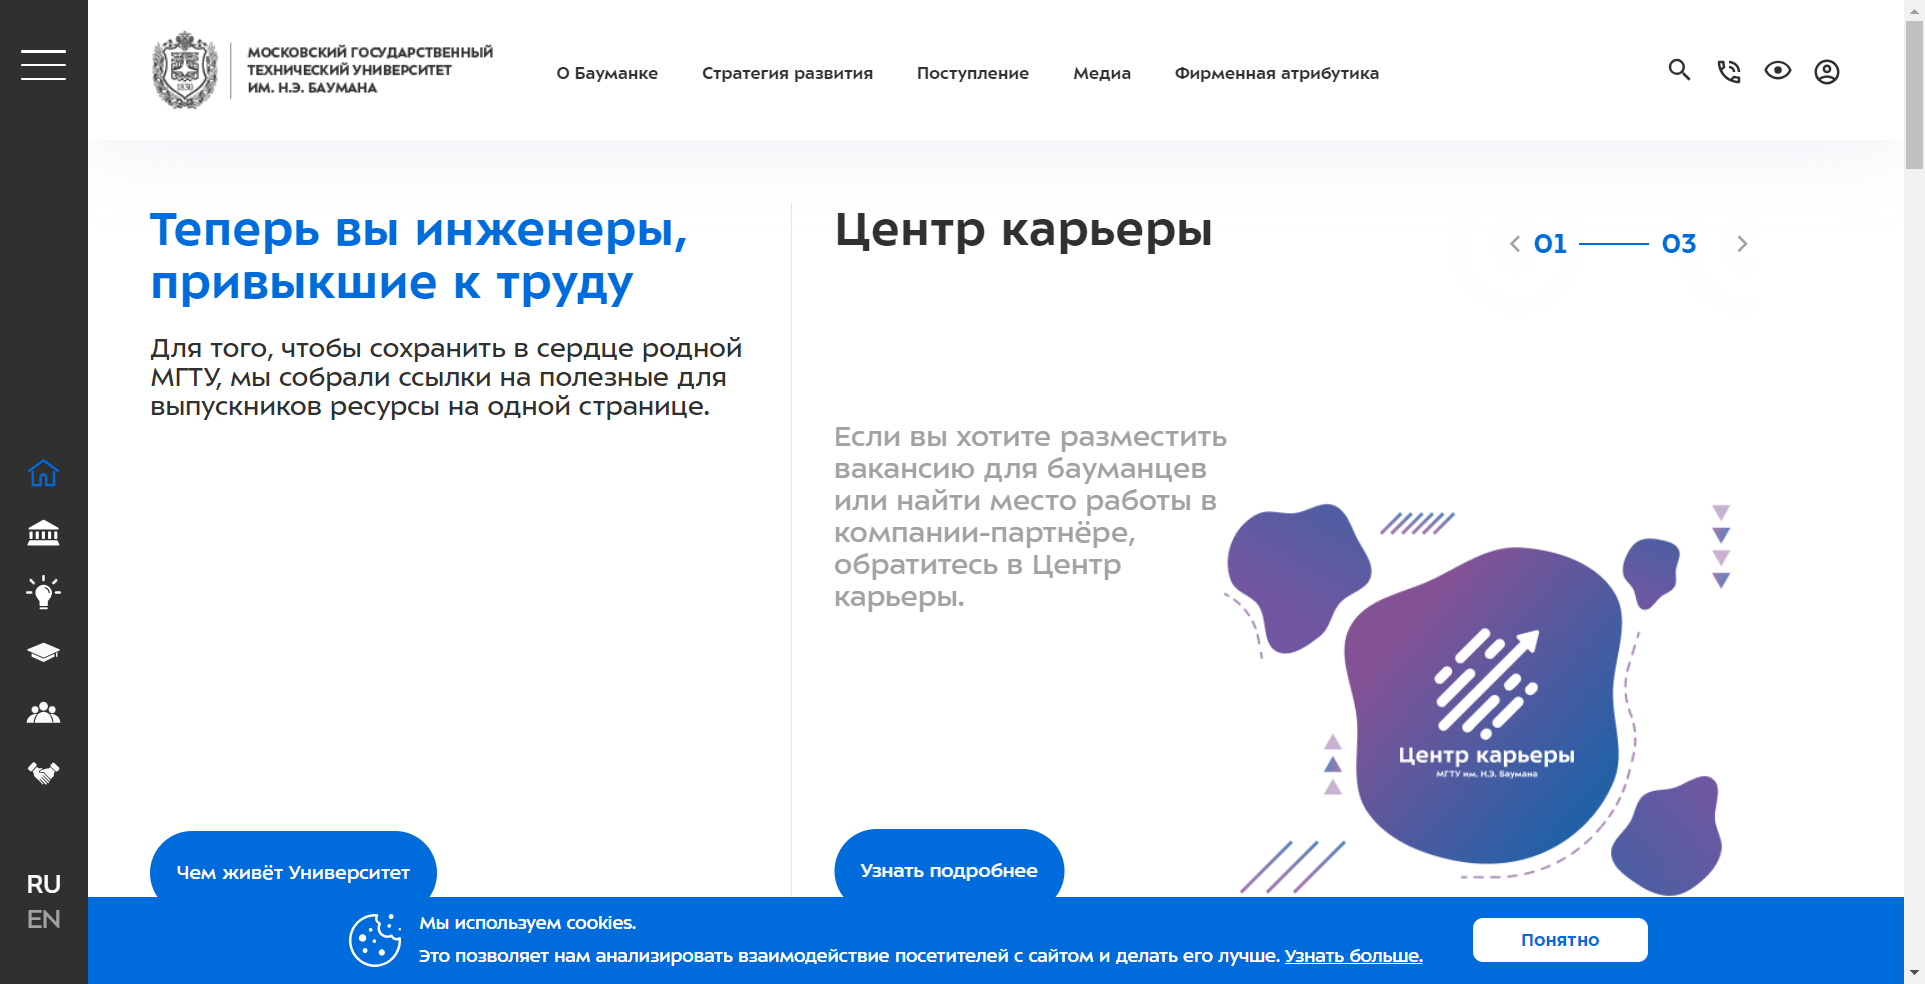 МОСКОВСКИЙ ГОСУДАРСТВЕННЫЙ
ТЕХНИЧЕСКИЙ УНИВЕРСИТЕТ
ИМ. Н.Э. БАУМАНА
1830
О Бауманке
Стратегия развития
Поступление
Медиа
Фирменная атрибутика
Теперь вы инженеры,
привыкшие к труду
Для того, чтобы сохранить в сердце родной
МГТУ, мы собрали ссылки на полезные для
выпускников ресурсы на одной странице.
Чем живёт Университет
Центр карьеры
01
03
Если вы хотите разместить
вакансию для бауманцев
или найти место работы в
компании-партнёре,
обратитесь в Центр
карьеры.
Центр карьеры
МГТУ им. Н.Э. Баумана
Узнать подробнее
RU
EN
Мы используем cookies.
Это позволяет нам анализировать взаимодействие посетителей с сайтом и делать его лучше. Узнать больше.
Понятно